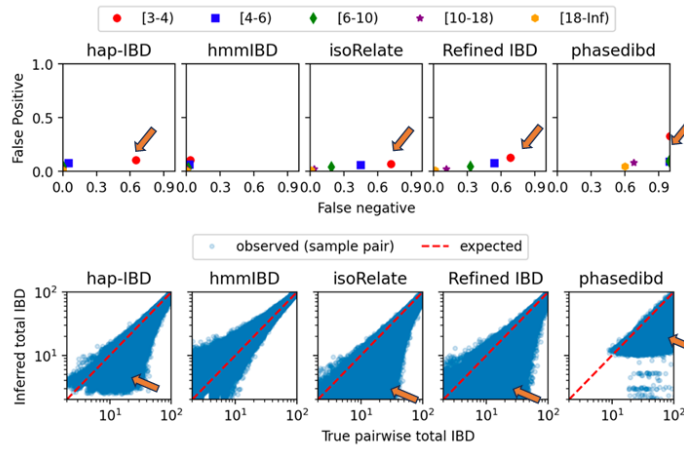 [3-4) [4-6) [6-10) [10-18) [18-Inf)
hap-IBD hmmIBD isoRelate Refined IBD phasedibd
1.0
0.5
0.0
False Positive
0.0 0.3 0.6 0.9 0.0 0.3 0.6 0.9 0.0 0.3 0.6 0.9 0.0 0.3 0.6 0.9 0.0 0.3 0.6 0.9
False negative
observed (sample pair) expected
hap-IBD hmmIBD isoRelate Refined IBD phasedibd
10²
10¹
Inferred total IBD
10¹ 10² 10¹ 10² 10¹ 10² 10¹ 10² 10¹ 10²
True pairwise total IBD